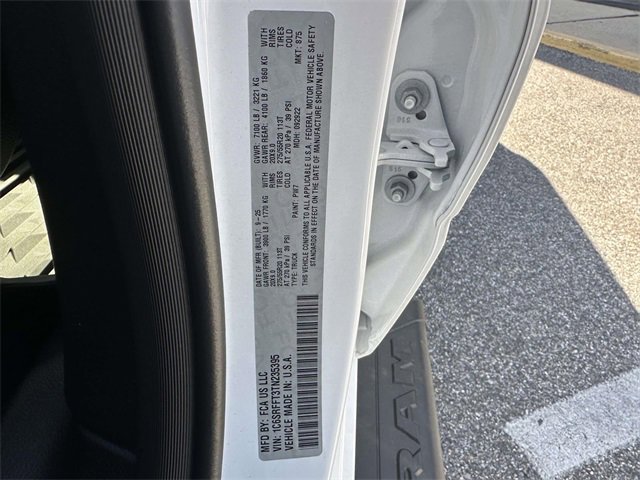 MFD BY: FCA US LLC
VIN: 1C6SRFFT3TN235395
VEHICLE MADE IN: U.S.A.
DATE OF MFR (BUILT): 9-25
GVWR: 7100 LB / 3221 KG
GAWR FRONT: 3900 LB / 1770 KG WITH
GAWR REAR: 4100 LB / 1860 KG WITH
20X9.0 RIMS
20X9.0 RIMS
275/55R20 113T TIRES
275/55R20 113T TIRES
AT 270 kPa / 39 PSI COLD
AT 270 kPa / 39 PSI COLD
TYPE: TRUCK PAINT: PW7 MDH: 092922 MKT: 875
THIS VEHICLE CONFORMS TO ALL APPLICABLE U.S.A. FEDERAL MOTOR VEHICLE SAFETY
STANDARDS IN EFFECT ON THE DATE OF MANUFACTURE SHOWN ABOVE.
RAM